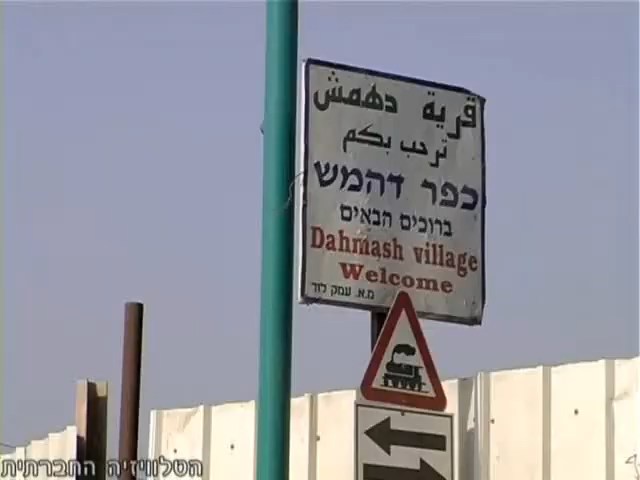 قرية دهمش
ترحب بكم
כפר דהמש
ברוכים הבאים
Dahmash village
Welcome
מ.א. עמק לוד
הטלוויזיה החברתית